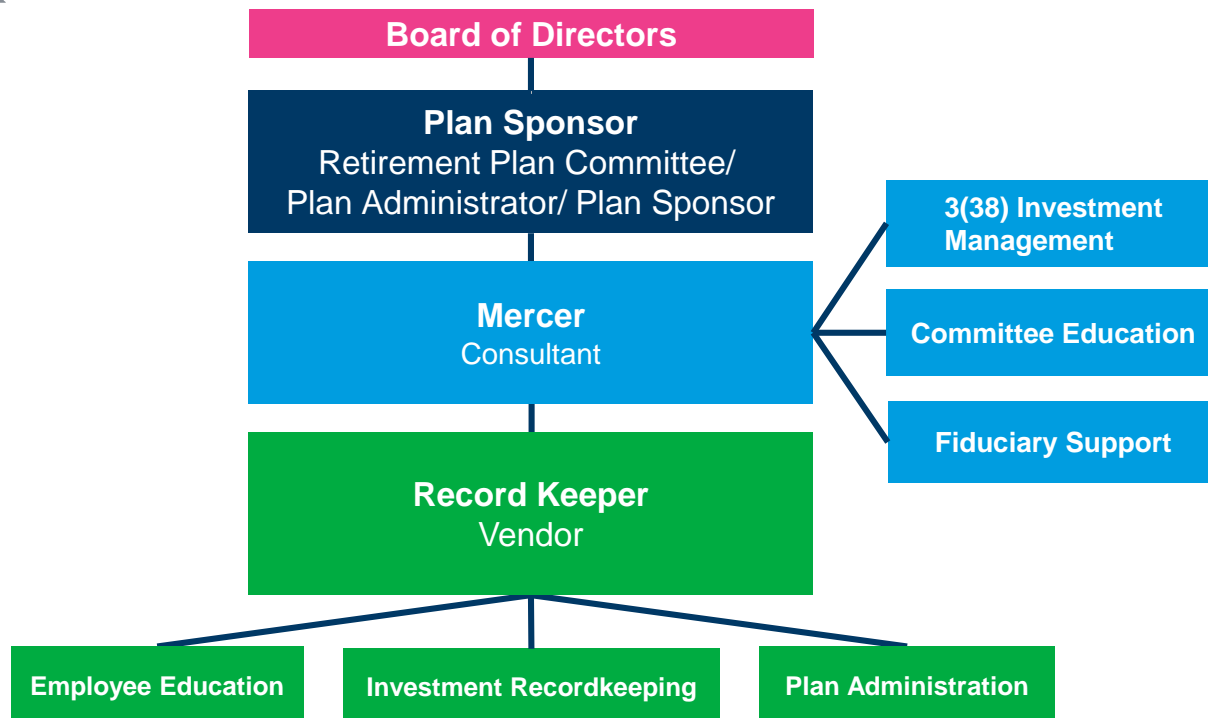 Board of Directors
Plan Sponsor
Retirement Plan Committee/
Plan Administrator/ Plan Sponsor
3(38) Investment
Management
Mercer
Consultant
Committee Education
Fiduciary Support
Record Keeper
Vendor
Employee Education
Investment Recordkeeping
Plan Administration